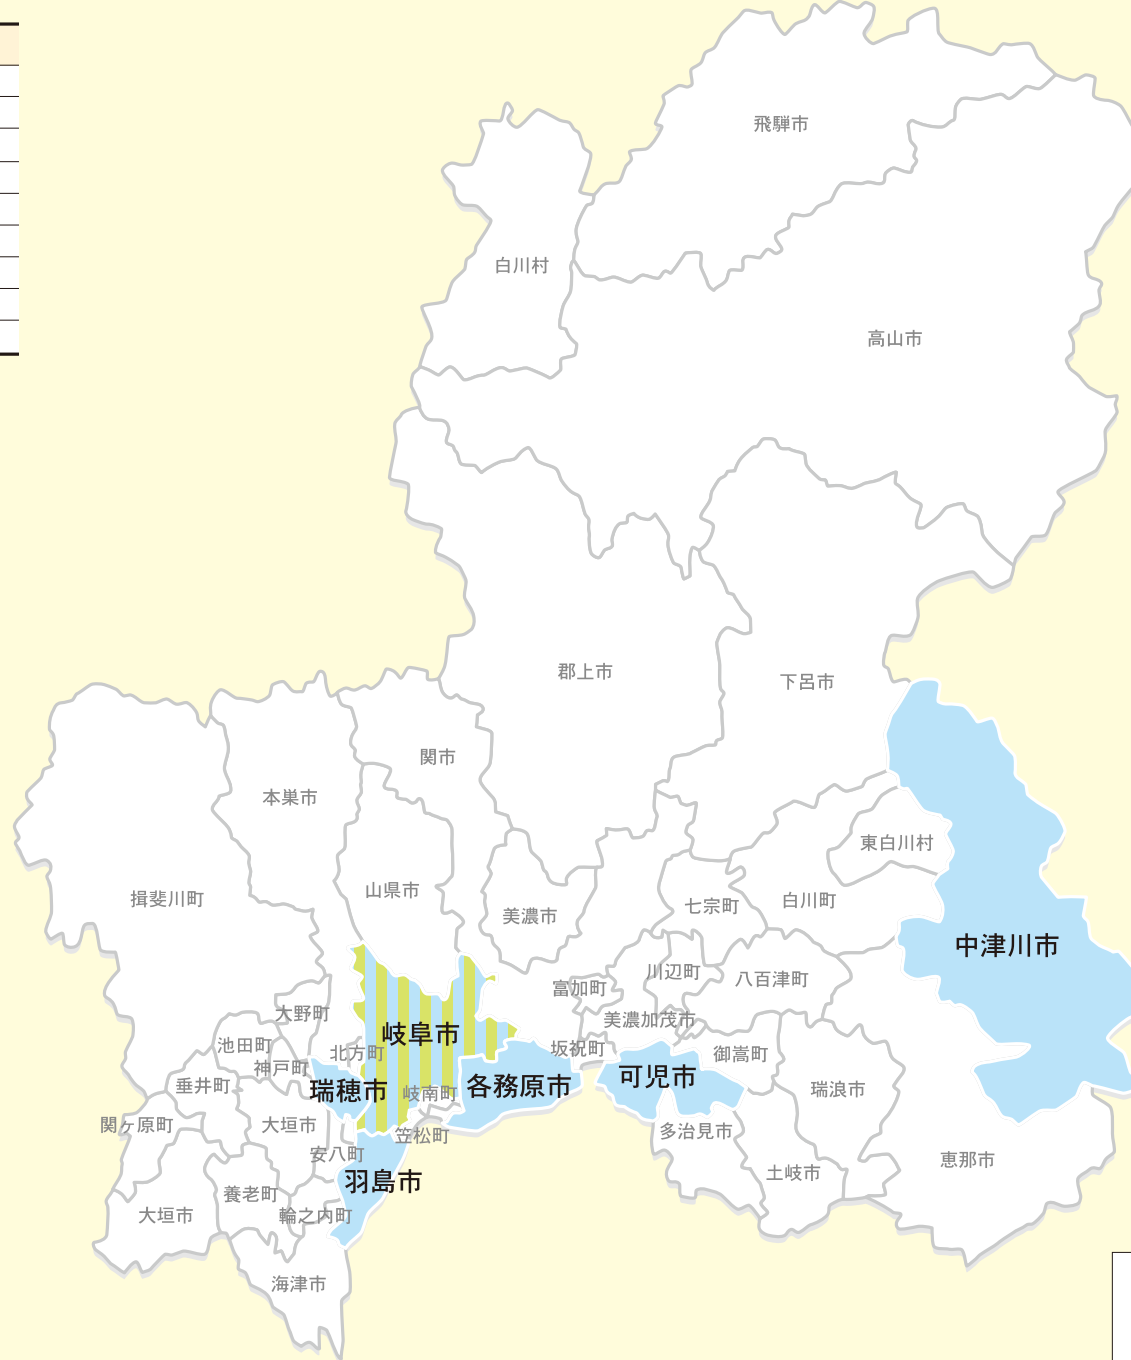 飛騨市
白川村
高山市
郡上市
下呂市
関市
本巣市
東白川村
山県市
揖斐川町
白川町
七宗町
美濃市
中津川市
川辺町
八百津町
富加町
大野町
美濃加茂市
岐阜市
池田町
北方町
坂祝町
御嵩町
神戸町
可児市
垂井町
瑞穂市
岐南町
各務原市
瑞浪市
関ヶ原町
大垣市
笠松町
多治見市
安八町
恵那市
土岐市
羽島市
養老町
大垣市
輪之内町
海津市